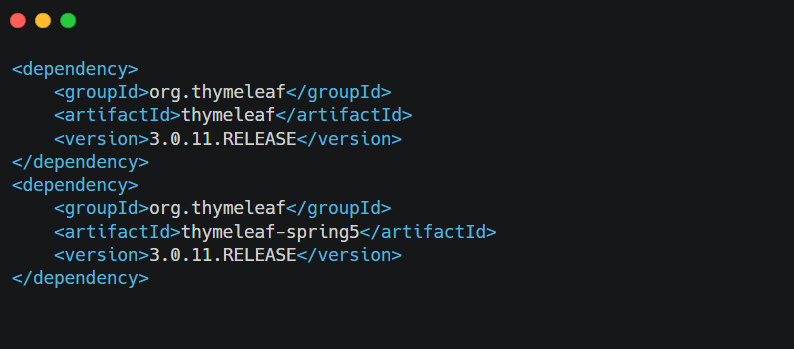 <dependency>
    <groupId>org.thymeleaf</groupId>
    <artifactId>thymeleaf</artifactId>
    <version>3.0.11.RELEASE</version>
</dependency>
<dependency>
    <groupId>org.thymeleaf</groupId>
    <artifactId>thymeleaf-spring5</artifactId>
    <version>3.0.11.RELEASE</version>
</dependency>